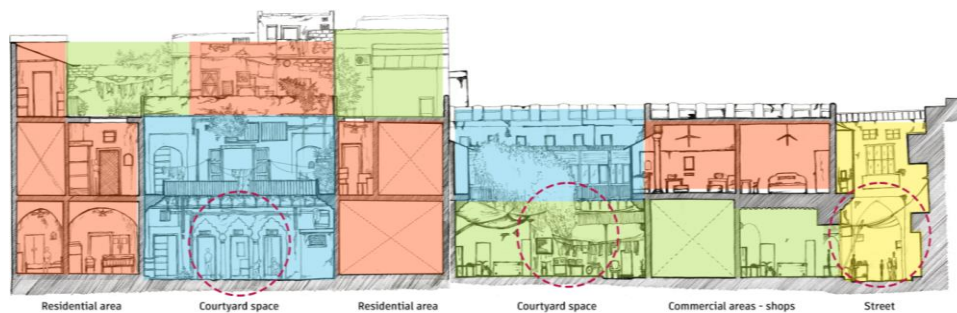 Residential area
Courtyard space
Residential area
Courtyard space
Commercial areas - shops
Street